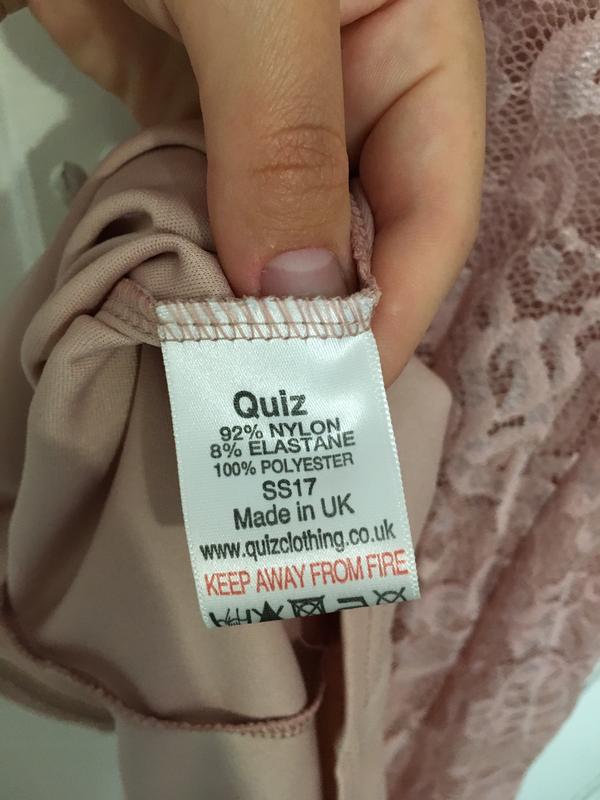 Quiz
92% NYLON
8% ELASTANE
100% POLYESTER
SS17
Made in UK
www.quizclothing.co.uk
KEEP AWAY FROM FIRE